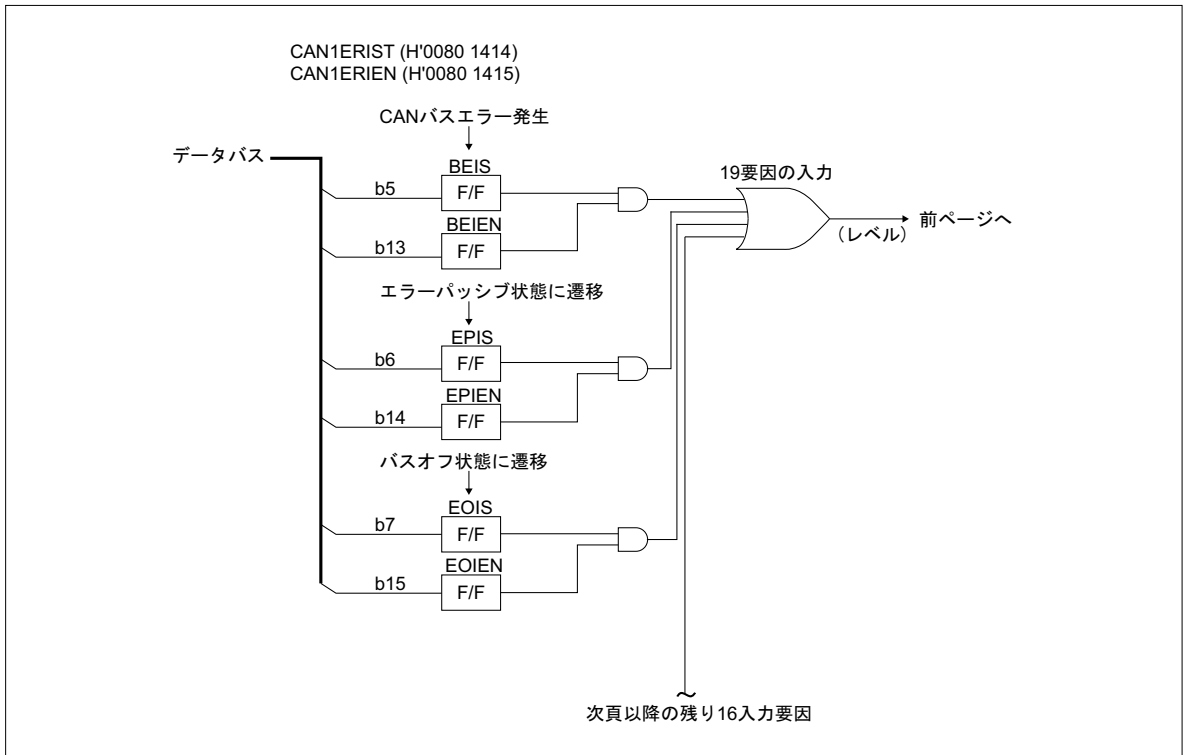 CAN1ERIST (H'0080 1414)
CAN1ERIEN (H'0080 1415)
CANバスエラー発生
データバス
BEIS
b5
F/F
BEIEN
b13
F/F
19要因の入力
前ページへ
(レベル)
エラーパッシブ状態に遷移
EPIS
b6
F/F
EPIEN
b14
F/F
バスオフ状態に遷移
EOIS
b7
F/F
EOIEN
b15
F/F
次頁以降の残り16入力要因